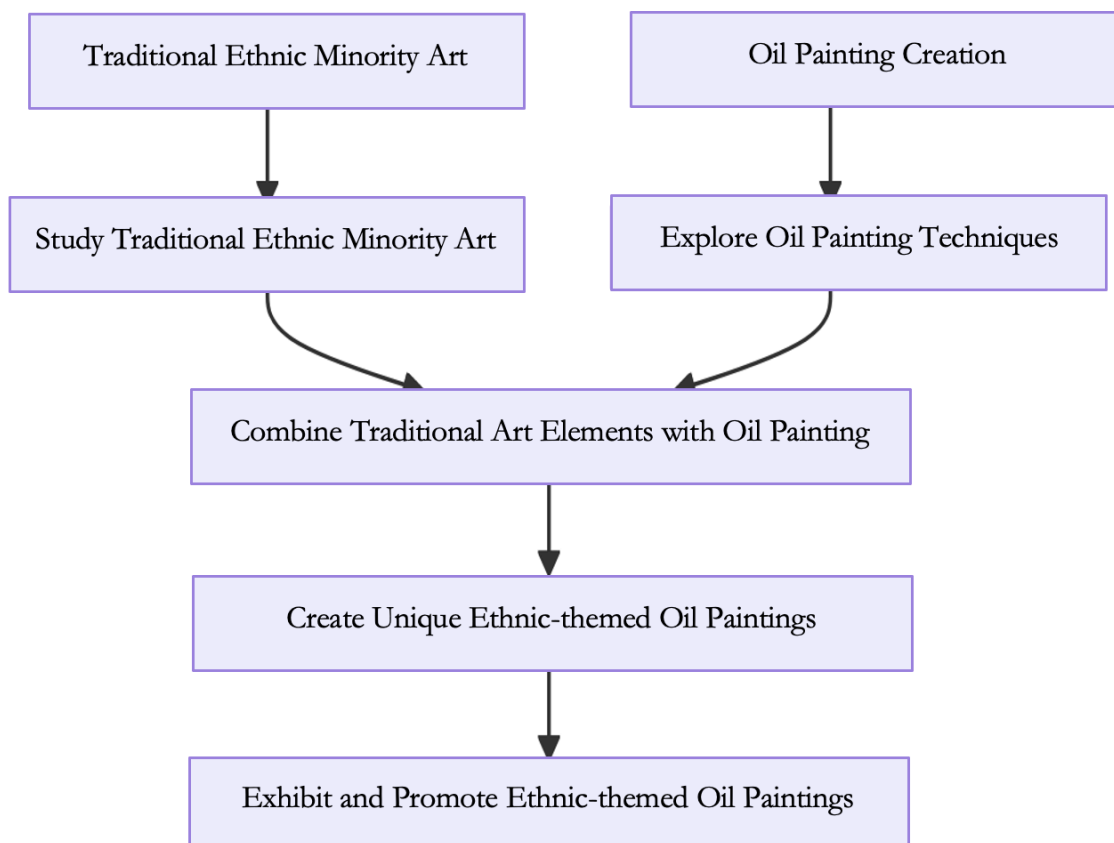 Traditional Ethnic Minority Art
Oil Painting Creation
Study Traditional Ethnic Minority Art
Explore Oil Painting Techniques
Combine Traditional Art Elements with Oil Painting
Create Unique Ethnic-themed Oil Paintings
Exhibit and Promote Ethnic-themed Oil Paintings